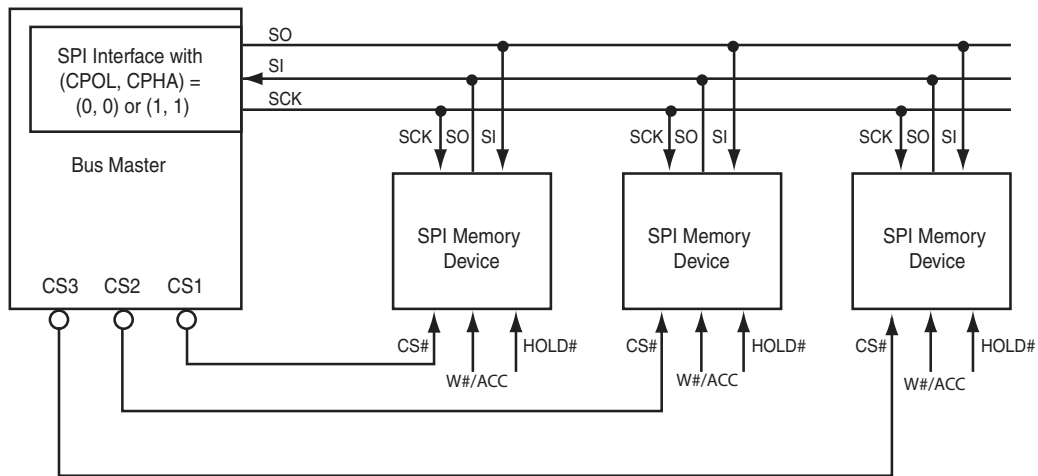 SO
SPI Interface with
(CPOL, CPHA) =
(0, 0) or (1, 1)
SI
SCK
Bus Master
SCK SO SI
SCK SO SI
SCK SO SI
SPI Memory
Device
SPI Memory
Device
SPI Memory
Device
CS3 CS2 CS1
CS#
W#/ACC
HOLD#
CS#
W#/ACC
HOLD#
CS#
W#/ACC
HOLD#